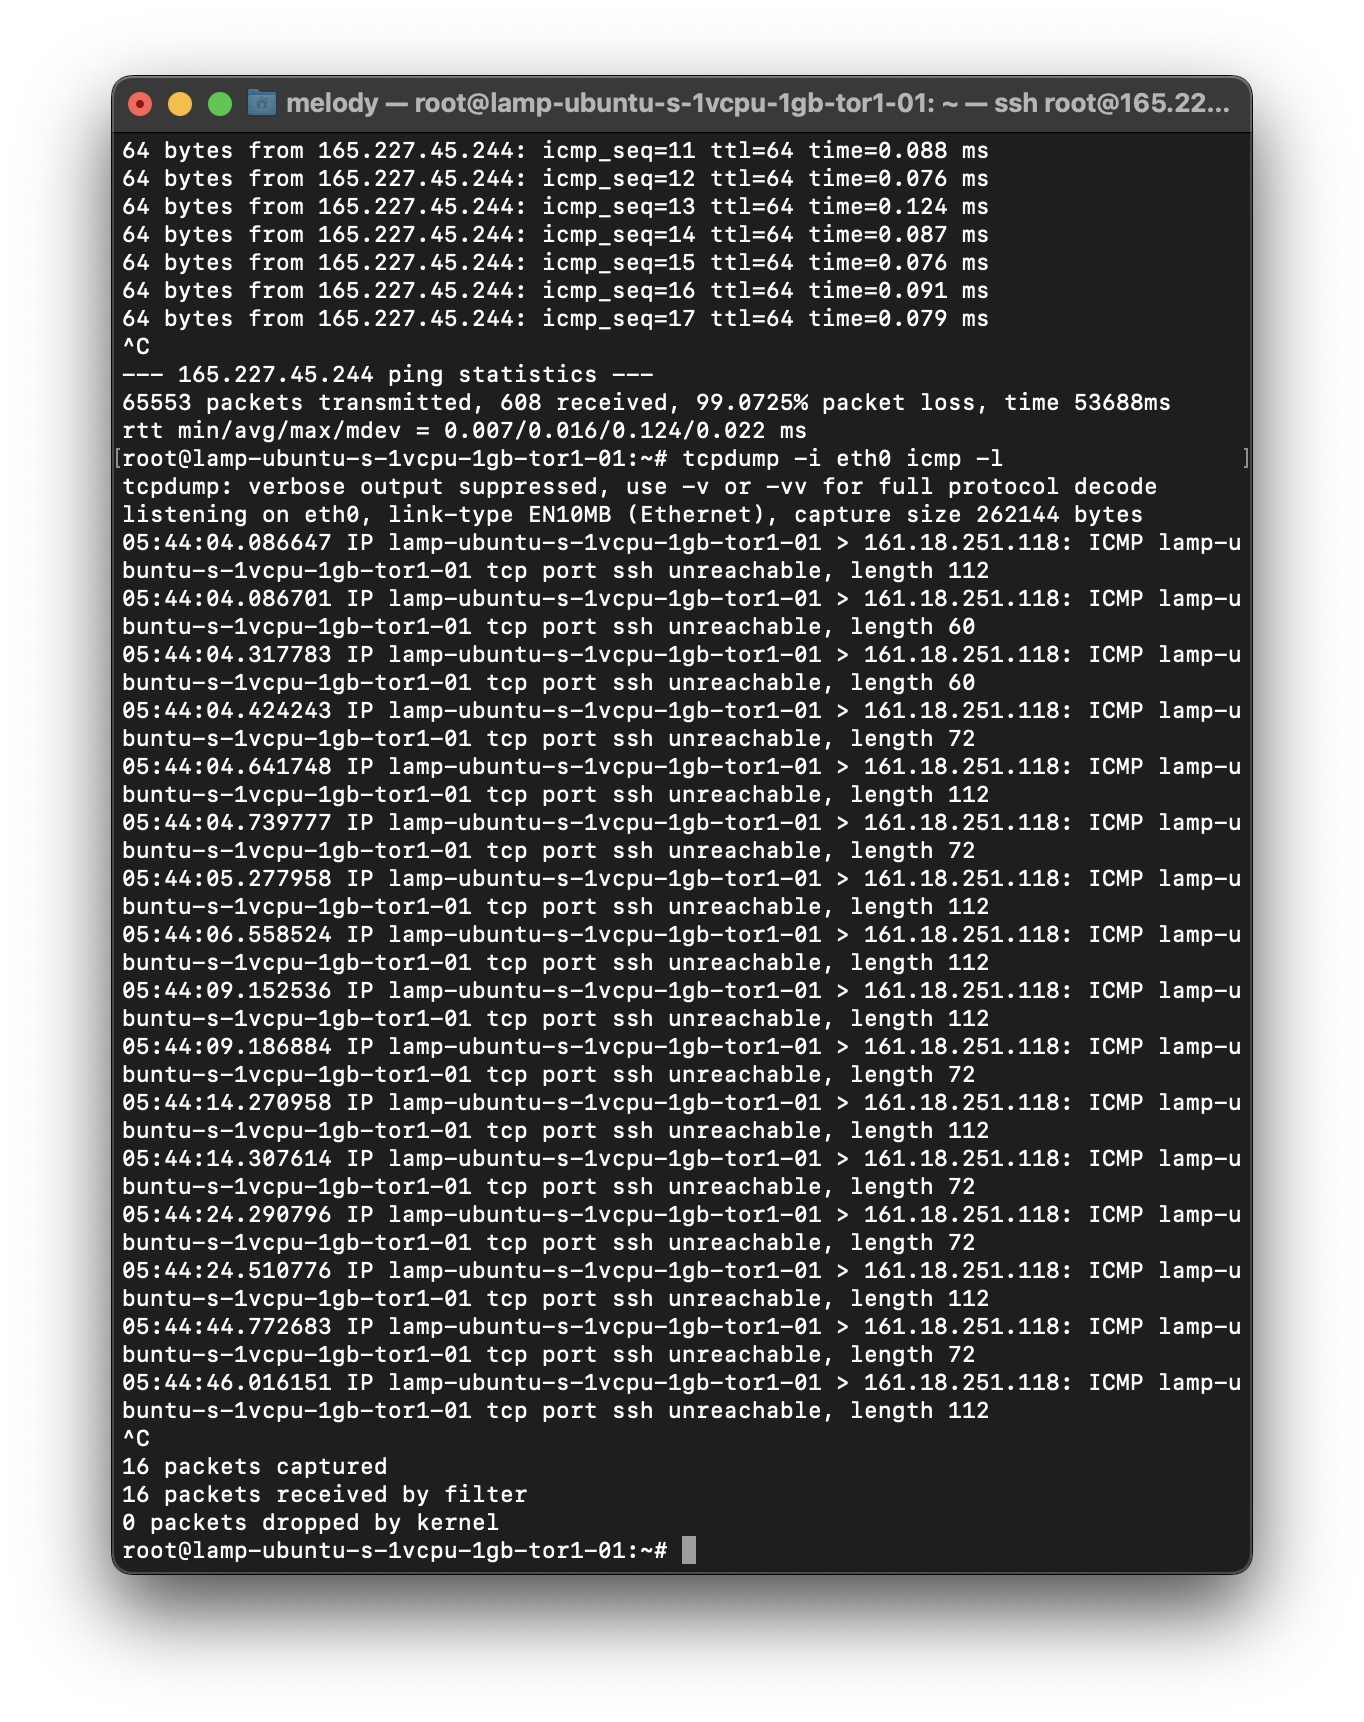 melody — root@lamp-ubuntu-s-1vcpu-1gb-tor1-01: ~ — ssh root@165.22...
64 bytes from 165.227.45.244: icmp_seq=11 ttl=64 time=0.088 ms
64 bytes from 165.227.45.244: icmp_seq=12 ttl=64 time=0.076 ms
64 bytes from 165.227.45.244: icmp_seq=13 ttl=64 time=0.124 ms
64 bytes from 165.227.45.244: icmp_seq=14 ttl=64 time=0.087 ms
64 bytes from 165.227.45.244: icmp_seq=15 ttl=64 time=0.076 ms
64 bytes from 165.227.45.244: icmp_seq=16 ttl=64 time=0.091 ms
64 bytes from 165.227.45.244: icmp_seq=17 ttl=64 time=0.079 ms
^C
--- 165.227.45.244 ping statistics ---
65553 packets transmitted, 608 received, 99.0725% packet loss, time 53688ms
rtt min/avg/max/mdev = 0.007/0.016/0.124/0.022 ms
[root@lamp-ubuntu-s-1vcpu-1gb-tor1-01:~# tcpdump -i eth0 icmp -l ]
tcpdump: verbose output suppressed, use -v or -vv for full protocol decode
listening on eth0, link-type EN10MB (Ethernet), capture size 262144 bytes
05:44:04.086647 IP lamp-ubuntu-s-1vcpu-1gb-tor1-01 > 161.18.251.118: ICMP lamp-u
buntu-s-1vcpu-1gb-tor1-01 tcp port ssh unreachable, length 112
05:44:04.086701 IP lamp-ubuntu-s-1vcpu-1gb-tor1-01 > 161.18.251.118: ICMP lamp-u
buntu-s-1vcpu-1gb-tor1-01 tcp port ssh unreachable, length 60
05:44:04.317783 IP lamp-ubuntu-s-1vcpu-1gb-tor1-01 > 161.18.251.118: ICMP lamp-u
buntu-s-1vcpu-1gb-tor1-01 tcp port ssh unreachable, length 60
05:44:04.424243 IP lamp-ubuntu-s-1vcpu-1gb-tor1-01 > 161.18.251.118: ICMP lamp-u
buntu-s-1vcpu-1gb-tor1-01 tcp port ssh unreachable, length 72
05:44:04.641748 IP lamp-ubuntu-s-1vcpu-1gb-tor1-01 > 161.18.251.118: ICMP lamp-u
buntu-s-1vcpu-1gb-tor1-01 tcp port ssh unreachable, length 112
05:44:04.739777 IP lamp-ubuntu-s-1vcpu-1gb-tor1-01 > 161.18.251.118: ICMP lamp-u
buntu-s-1vcpu-1gb-tor1-01 tcp port ssh unreachable, length 72
05:44:05.277958 IP lamp-ubuntu-s-1vcpu-1gb-tor1-01 > 161.18.251.118: ICMP lamp-u
buntu-s-1vcpu-1gb-tor1-01 tcp port ssh unreachable, length 112
05:44:06.558524 IP lamp-ubuntu-s-1vcpu-1gb-tor1-01 > 161.18.251.118: ICMP lamp-u
buntu-s-1vcpu-1gb-tor1-01 tcp port ssh unreachable, length 112
05:44:09.152536 IP lamp-ubuntu-s-1vcpu-1gb-tor1-01 > 161.18.251.118: ICMP lamp-u
buntu-s-1vcpu-1gb-tor1-01 tcp port ssh unreachable, length 112
05:44:09.186884 IP lamp-ubuntu-s-1vcpu-1gb-tor1-01 > 161.18.251.118: ICMP lamp-u
buntu-s-1vcpu-1gb-tor1-01 tcp port ssh unreachable, length 72
05:44:14.270958 IP lamp-ubuntu-s-1vcpu-1gb-tor1-01 > 161.18.251.118: ICMP lamp-u
buntu-s-1vcpu-1gb-tor1-01 tcp port ssh unreachable, length 112
05:44:14.307614 IP lamp-ubuntu-s-1vcpu-1gb-tor1-01 > 161.18.251.118: ICMP lamp-u
buntu-s-1vcpu-1gb-tor1-01 tcp port ssh unreachable, length 72
05:44:24.290796 IP lamp-ubuntu-s-1vcpu-1gb-tor1-01 > 161.18.251.118: ICMP lamp-u
buntu-s-1vcpu-1gb-tor1-01 tcp port ssh unreachable, length 72
05:44:24.510776 IP lamp-ubuntu-s-1vcpu-1gb-tor1-01 > 161.18.251.118: ICMP lamp-u
buntu-s-1vcpu-1gb-tor1-01 tcp port ssh unreachable, length 112
05:44:44.772683 IP lamp-ubuntu-s-1vcpu-1gb-tor1-01 > 161.18.251.118: ICMP lamp-u
buntu-s-1vcpu-1gb-tor1-01 tcp port ssh unreachable, length 72
05:44:46.016151 IP lamp-ubuntu-s-1vcpu-1gb-tor1-01 > 161.18.251.118: ICMP lamp-u
buntu-s-1vcpu-1gb-tor1-01 tcp port ssh unreachable, length 112
^C
16 packets captured
16 packets received by filter
0 packets dropped by kernel
root@lamp-ubuntu-s-1vcpu-1gb-tor1-01:~#